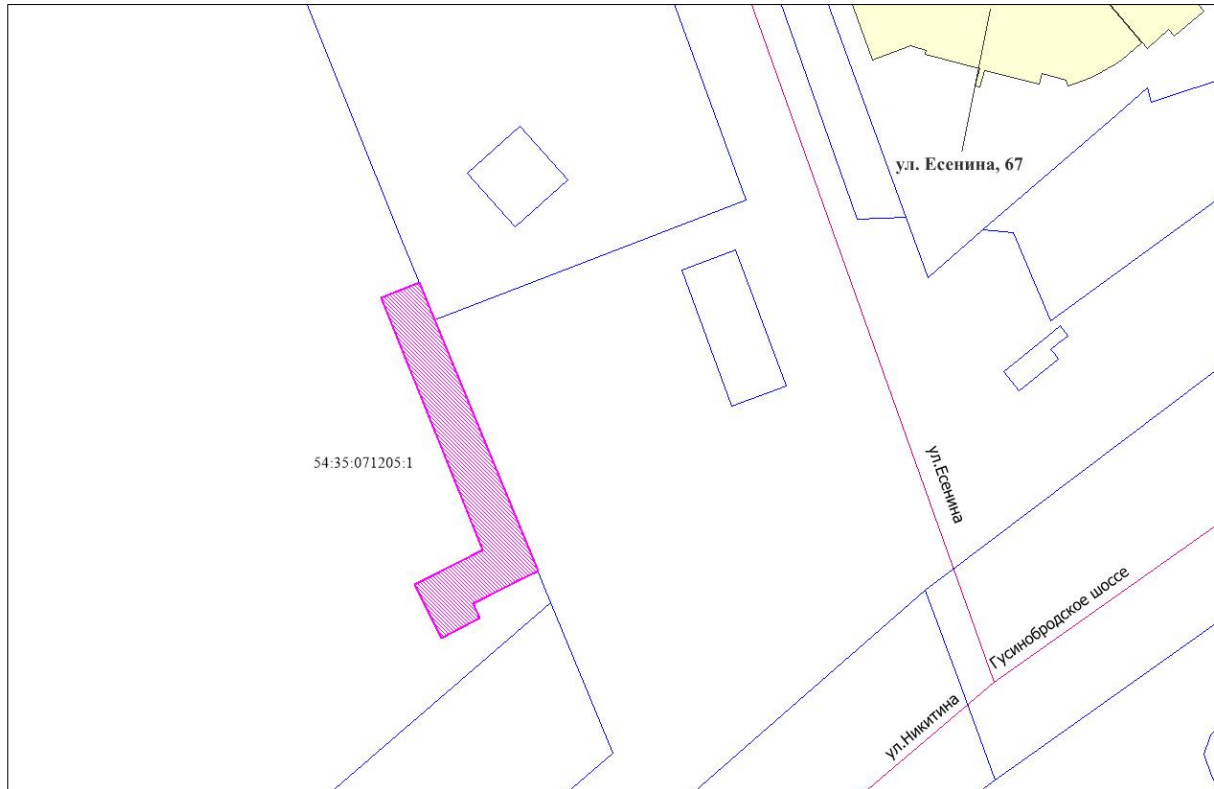 ул. Есенина, 67
54:35:071205:1
ул.Есенина
Гусинобродское шоссе
ул.Никитина